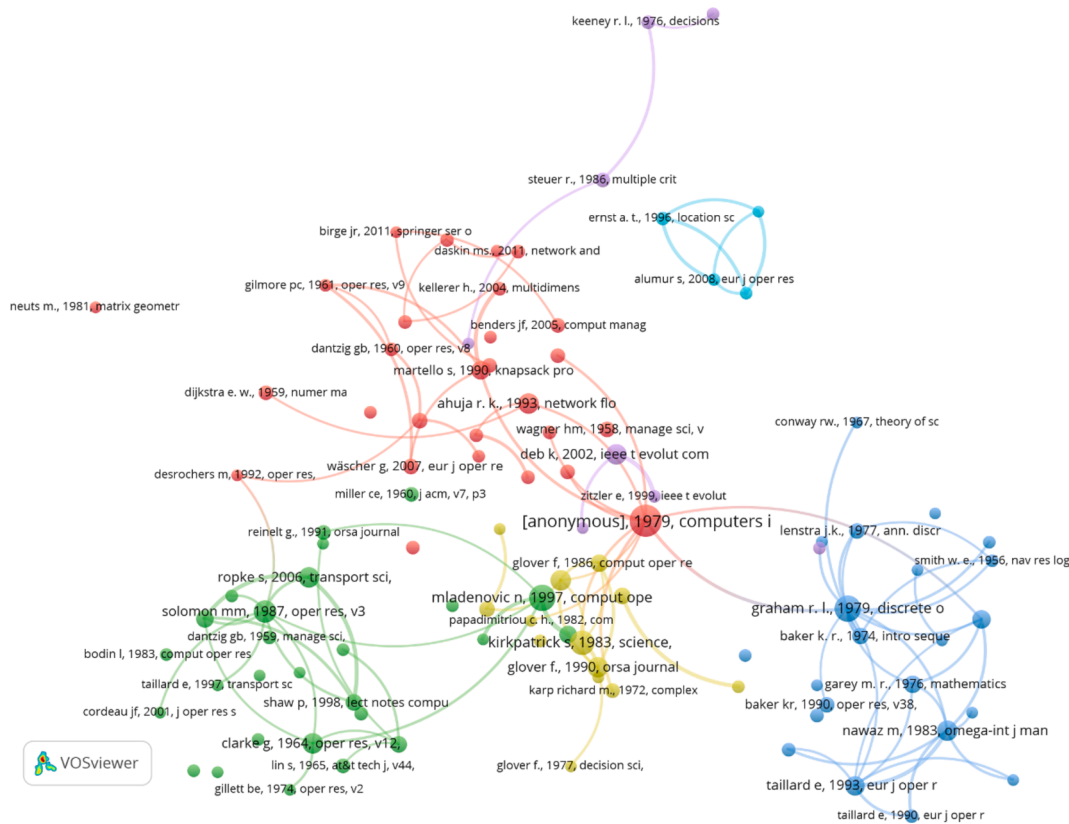 keeney r. l., 1976, decisions
steuer r., 1986, multiple crit
ernst a. t., 1996, location sc
birge jr, 2011, springer ser o
daskin ms., 2011, network and
alumur s, 2008, eur j oper res
gilmore pc, 1961, oper res, v9
kellerer h., 2004, multidimens
neuts m., 1981, matrix geometr
benders jf, 2005, comput manag
dantzig gb, 1960, oper res, v8
martello s, 1990, knapsack pro
dijkstra e. w., 1959, numer ma
ahuja r. k., 1993, network flo
conway rw., 1967, theory of sc
wagner hm, 1958, manage sci, v
deb k, 2002, ieee t evolut com
wäscher g, 2007, eur j oper re
desrochers m, 1992, oper res,
miller ce, 1960, j acm, v7, p3
zitzler e, 1999, ieee t evolut
[anonymous], 1979, computers i
reinelt g., 1991, orsa journal
lenstra j.k., 1977, ann. discr
smith w. e., 1956, nav res log
glover f., 1986, comput oper re
ropke s, 2006, transport sci,
mladenovic n, 1997, comput ope
solomon mm, 1987, oper res, v3
graham r. l., 1979, discrete o
papadimitriou c. h., 1982, com
dantzig gb, 1959, manage sci,
baker k. r., 1974, intro seque
kirkpatrick s, 1983, science,
bodin l, 1983, comput oper res
glover f., 1990, orsa journal
taillard e, 1997, transport sc
garey m. r., 1976, mathematics
karp richard m., 1972, complex
shaw p, 1998, lect notes compu
baker kr, 1990, oper res, v38,
cordeau jf, 2001, j oper res s
nawaz m, 1983, omega-int j man
clarke g, 1964, oper res, v12,
VOSviewer
lin s, 1965, at&t tech j, v44,
glover f., 1977, decision sci,
taillard e, 1993, eur j oper r
gillett be, 1974, oper res, v2
taillard e, 1990, eur j oper r